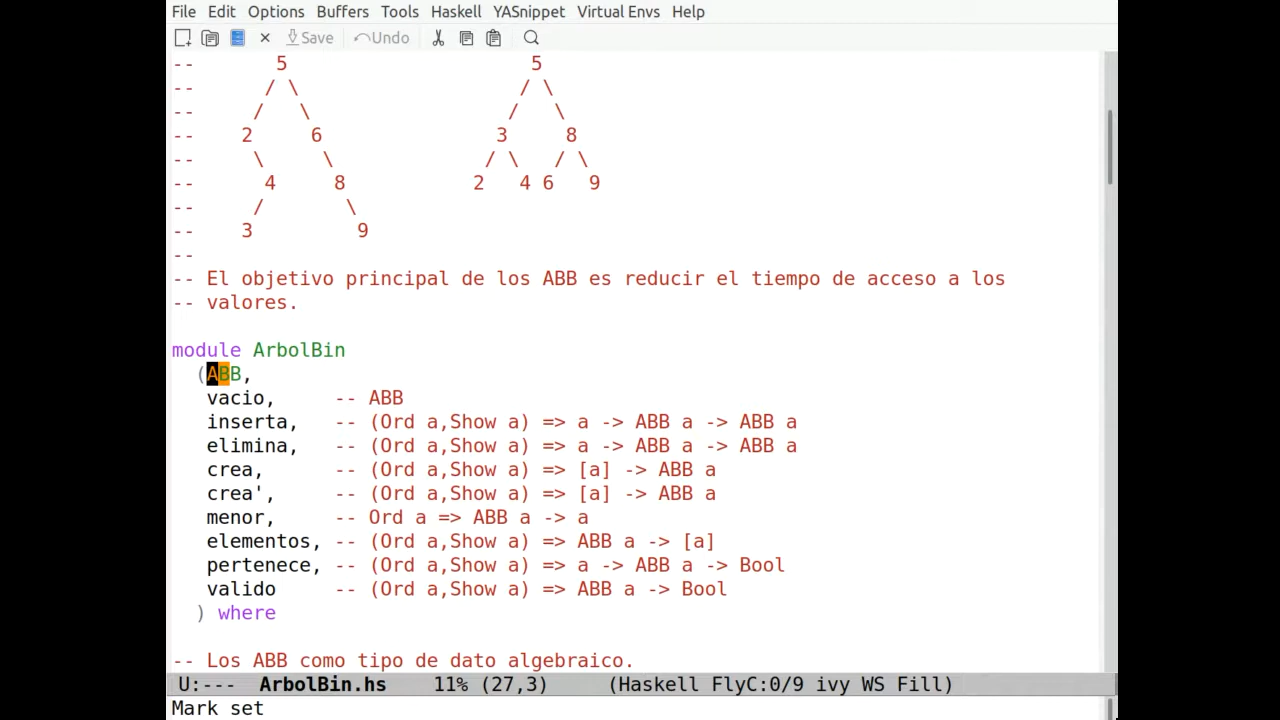 File Edit Options Buffers Tools Haskell YASnippet Virtual Envs Help
Save Undo
--       5                     5
--      / \                   / \
--     /   \                 /   \
--    2     6               3     8
--     \     \             / \   / \
--      4     8           2   4 6   9
--     /       \
--    3         9
--
-- El objetivo principal de los ABB es reducir el tiempo de acceso a los
-- valores.
module ArbolBin
  (ABB,
   vacio,     -- ABB
   inserta,   -- (Ord a,Show a) => a -> ABB a -> ABB a
   elimina,   -- (Ord a,Show a) => a -> ABB a -> ABB a
   crea,      -- (Ord a,Show a) => [a] -> ABB a
   crea',     -- (Ord a,Show a) => [a] -> ABB a
   menor,     -- Ord a => ABB a -> a
   elementos, -- (Ord a,Show a) => ABB a -> [a]
   pertenece, -- (Ord a,Show a) => a -> ABB a -> Bool
   valido     -- (Ord a,Show a) => ABB a -> Bool
  ) where
-- Los ABB como tipo de dato algebraico.
U:---  ArbolBin.hs    11% (27,3)     (Haskell FlyC:0/9 ivy WS Fill)
Mark set